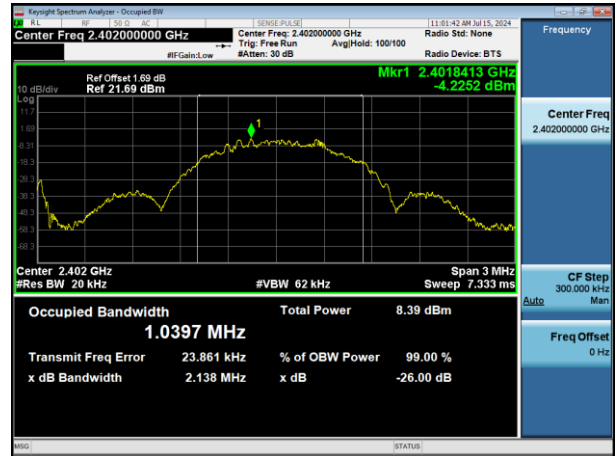 Keysight Spectrum Analyzer - Occupied BW
RL RF 50 Ω AC SENSE:PULSE 11:01:42 AM Jul 15, 2024
Center Freq 2.402000000 GHz
Center Freq: 2.402000000 GHz
Radio Std: None
Trig: Free Run Avg|Hold: 100/100
#IFGain:Low #Atten: 30 dB Radio Device: BTS
Frequency
Ref Offset 1.69 dB
Mkr1 2.4018413 GHz
10 dB/div Ref 21.69 dBm -4.2252 dBm
Log
11.7
1
1.69
-8.31
-18.3
-28.3
-38.3
-48.3
-58.3
-68.3
Center Freq
2.402000000 GHz
Center 2.402 GHz Span 3 MHz
#Res BW 20 kHz #VBW 62 kHz Sweep 7.333 ms
CF Step
300.000 kHz
Auto Man
Occupied Bandwidth Total Power 8.39 dBm
1.0397 MHz
Transmit Freq Error 23.861 kHz % of OBW Power 99.00 %
x dB Bandwidth 2.138 MHz x dB -26.00 dB
Freq Offset
0 Hz
MSG STATUS